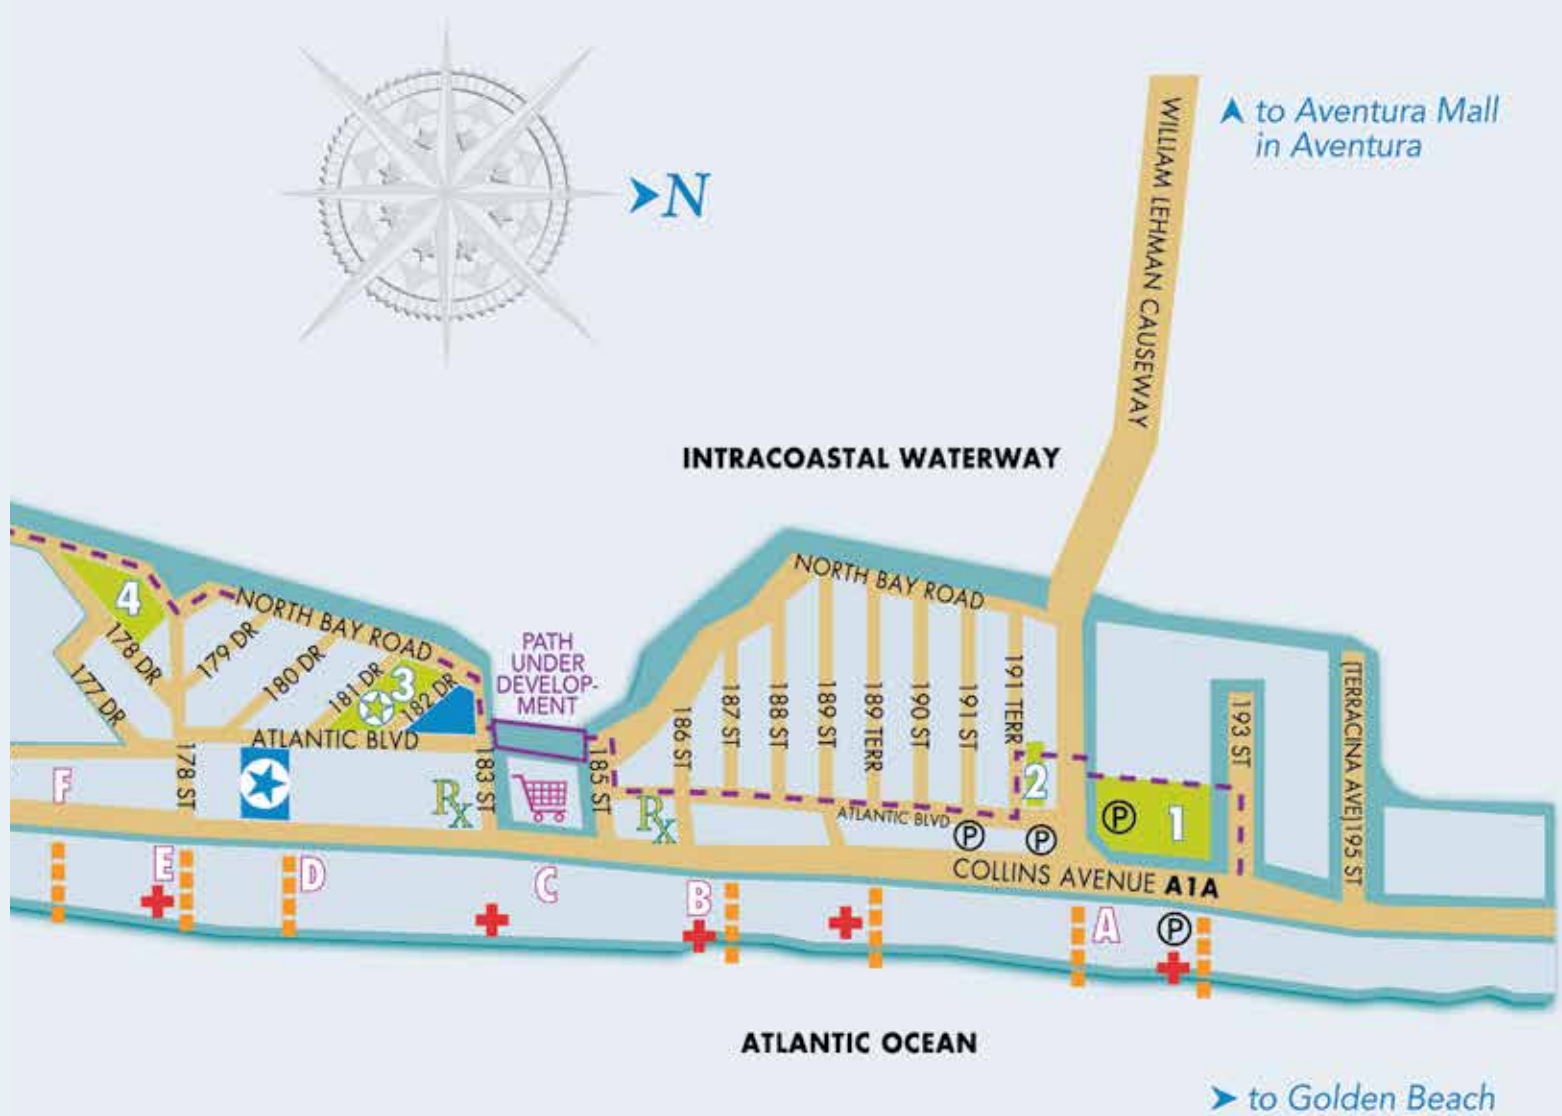 to Aventura Mall
in Aventura
N
WILLIAM LEHMAN CAUSEWAY
INTRACOASTAL WATERWAY
NORTH BAY ROAD
4
178 DR
177 DR
179 DR
NORTH BAY ROAD
180 DR
181 DR
3
182 DR
PATH
UNDER
DEVELOP-
MENT
ATLANTIC BLVD
178 ST
183 ST
185 ST
186 ST
187 ST
188 ST
189 ST
189 TERR
190 ST
191 ST
191 TERR
193 ST
(TERRACINA AVE)195 ST
2
P
1
F
Rx
Rx
ATLANTIC BLVD
P
P
COLLINS AVENUE A1A
E
D
C
B
A
P
ATLANTIC OCEAN
to Golden Beach